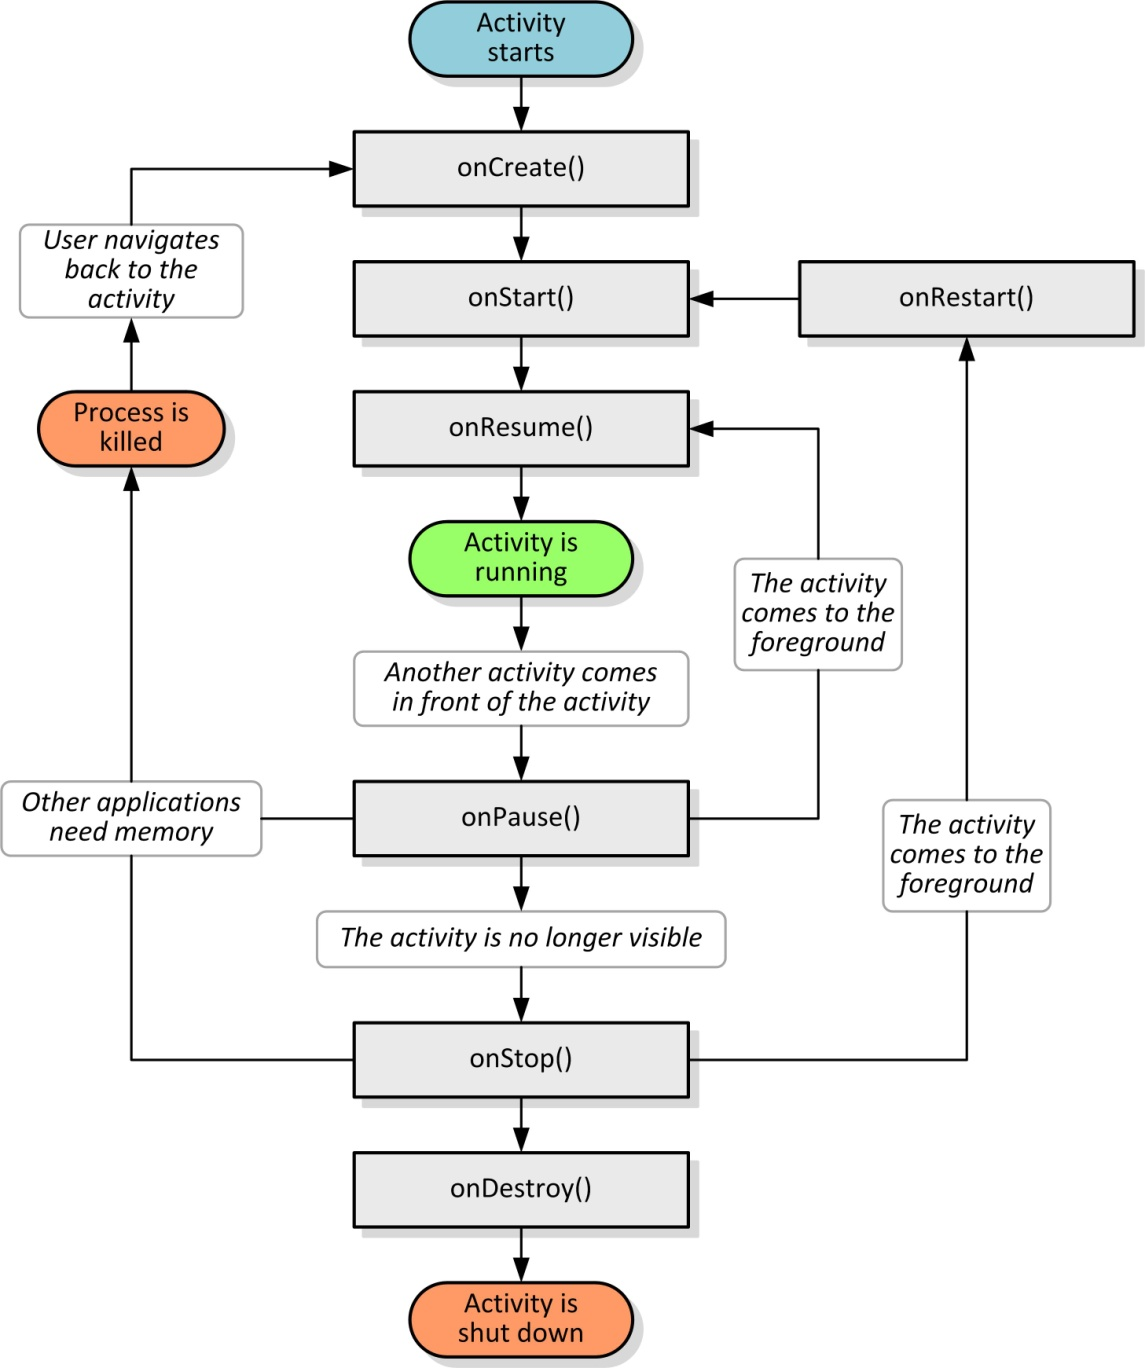 Activity
starts
onCreate()
User navigates
back to the
activity
onStart()
onRestart()
Process is
killed
onResume()
Activity is
running
The activity
comes to the
foreground
Another activity comes
in front of the activity
Other applications
need memory
onPause()
The activity
comes to the
foreground
The activity is no longer visible
onStop()
onDestroy()
Activity is
shut down